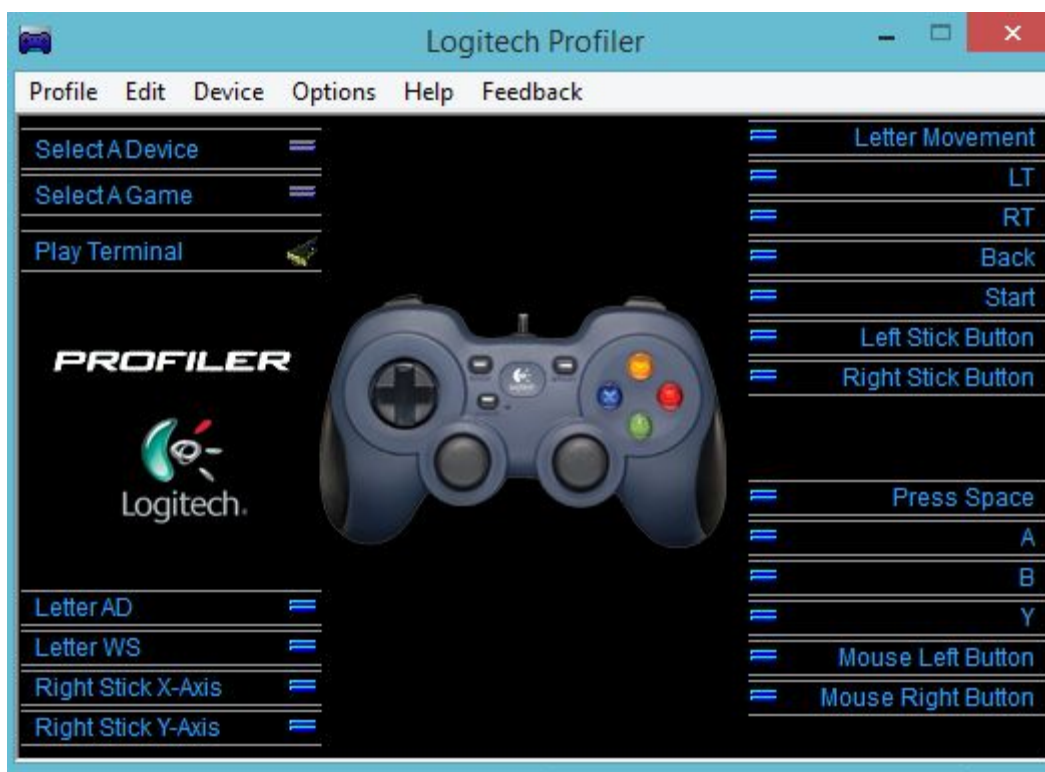 Logitech Profiler
Profile Edit Device Options Help Feedback
Select A Device
Select A Game
Play Terminal
PROFILER
Logitech.
Letter AD
Letter WS
Right Stick X-Axis
Right Stick Y-Axis
Letter Movement
LT
RT
Back
Start
Left Stick Button
Right Stick Button
Press Space
A
B
Y
Mouse Left Button
Mouse Right Button